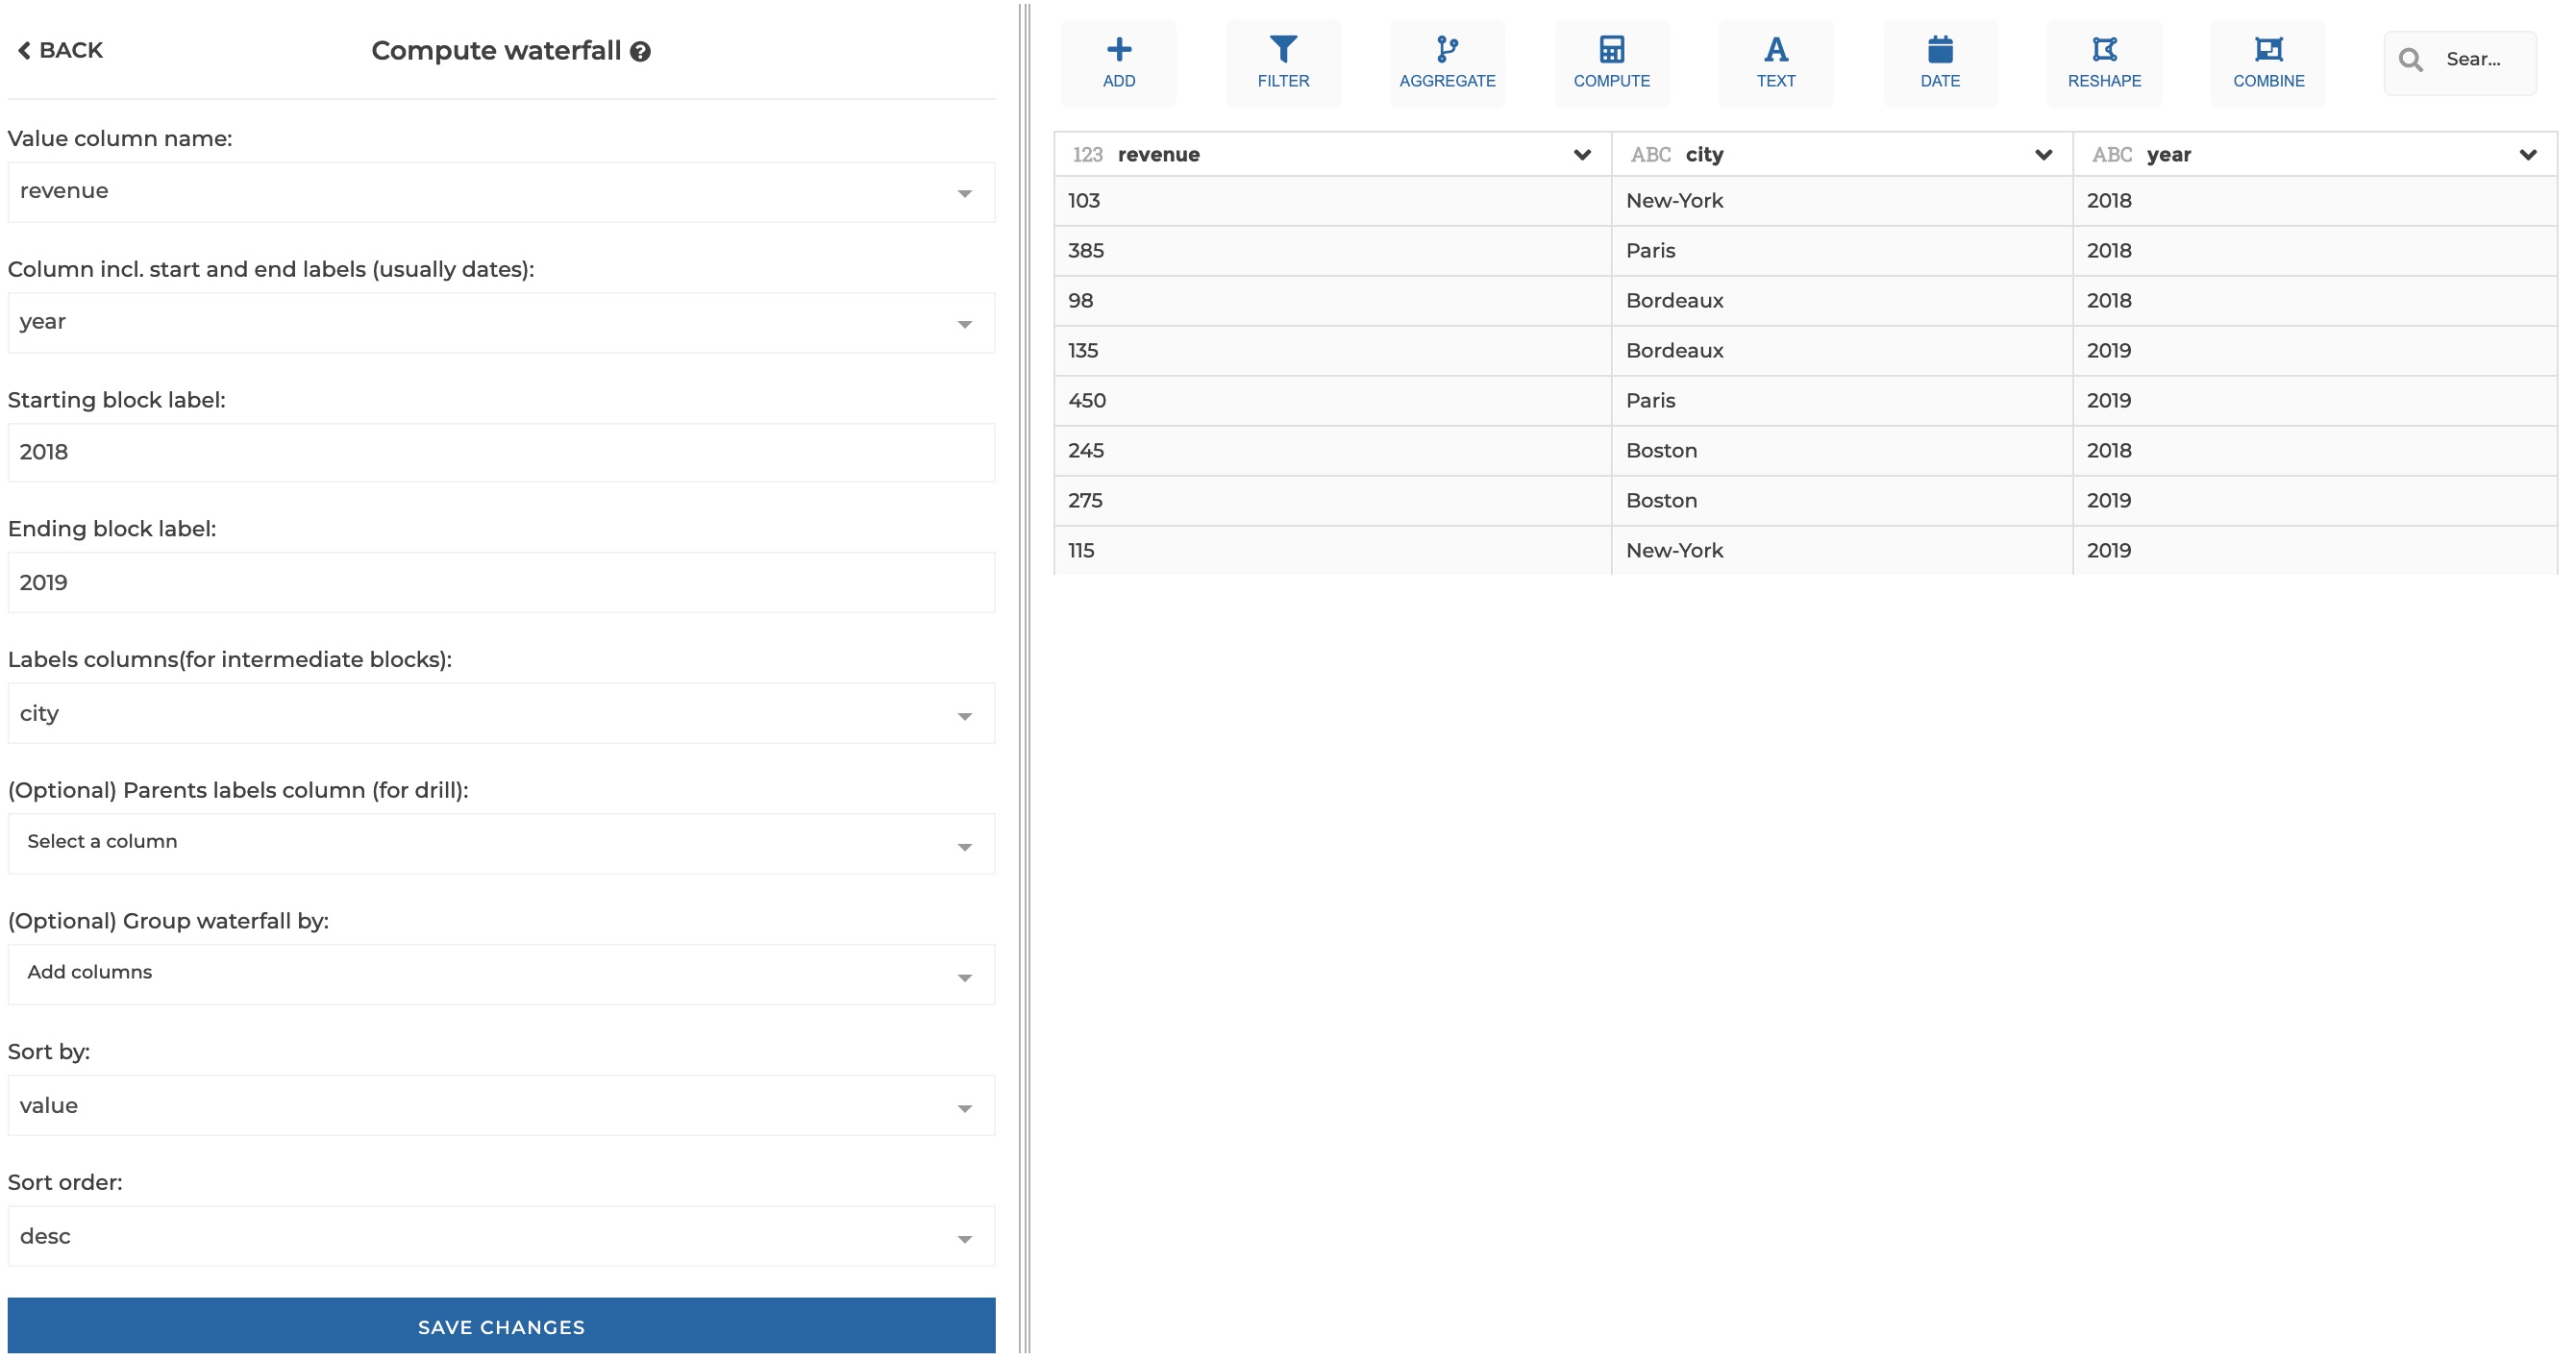 BACK
Compute waterfall ?
Value column name:
revenue
Column incl. start and end labels (usually dates):
year
Starting block label:
2018
Ending block label:
2019
Labels columns(for intermediate blocks):
city
(Optional) Parents labels column (for drill):
Select a column
(Optional) Group waterfall by:
Add columns
Sort by:
value
Sort order:
desc
SAVE CHANGES
ADD FILTER AGGREGATE COMPUTE TEXT DATE RESHAPE COMBINE Sear...
123 revenue ABC city ABC year
103 New-York 2018
385 Paris 2018
98 Bordeaux 2018
135 Bordeaux 2019
450 Paris 2019
245 Boston 2018
275 Boston 2019
115 New-York 2019